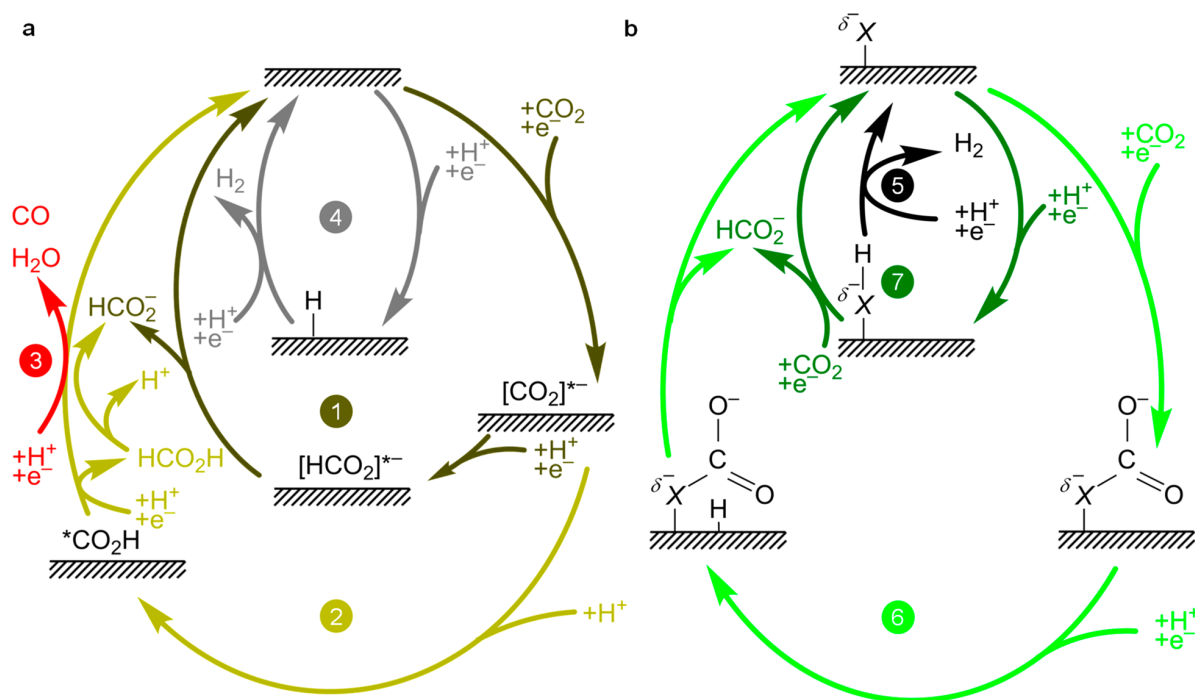 a
+CO₂
+e⁻
+H⁺
+e⁻
H₂
4
CO
H₂O
HCO₂⁻
H
+H⁺
+e⁻
3
H⁺
1
[CO₂]*⁻
+H⁺
+e⁻
HCO₂H
[HCO₂]*⁻
+H⁺
+e⁻
+H⁺
+e⁻
*CO₂H
2
+H⁺
b
δ⁻
X
+CO₂
+e⁻
H₂
5
+H⁺
+e⁻
+H⁺
+e⁻
HCO₂⁻
H
7
δ⁻
X
+CO₂
+e⁻
O⁻
C
O
δ⁻
X
H
O⁻
C
O
δ⁻
X
6
+H⁺
+e⁻